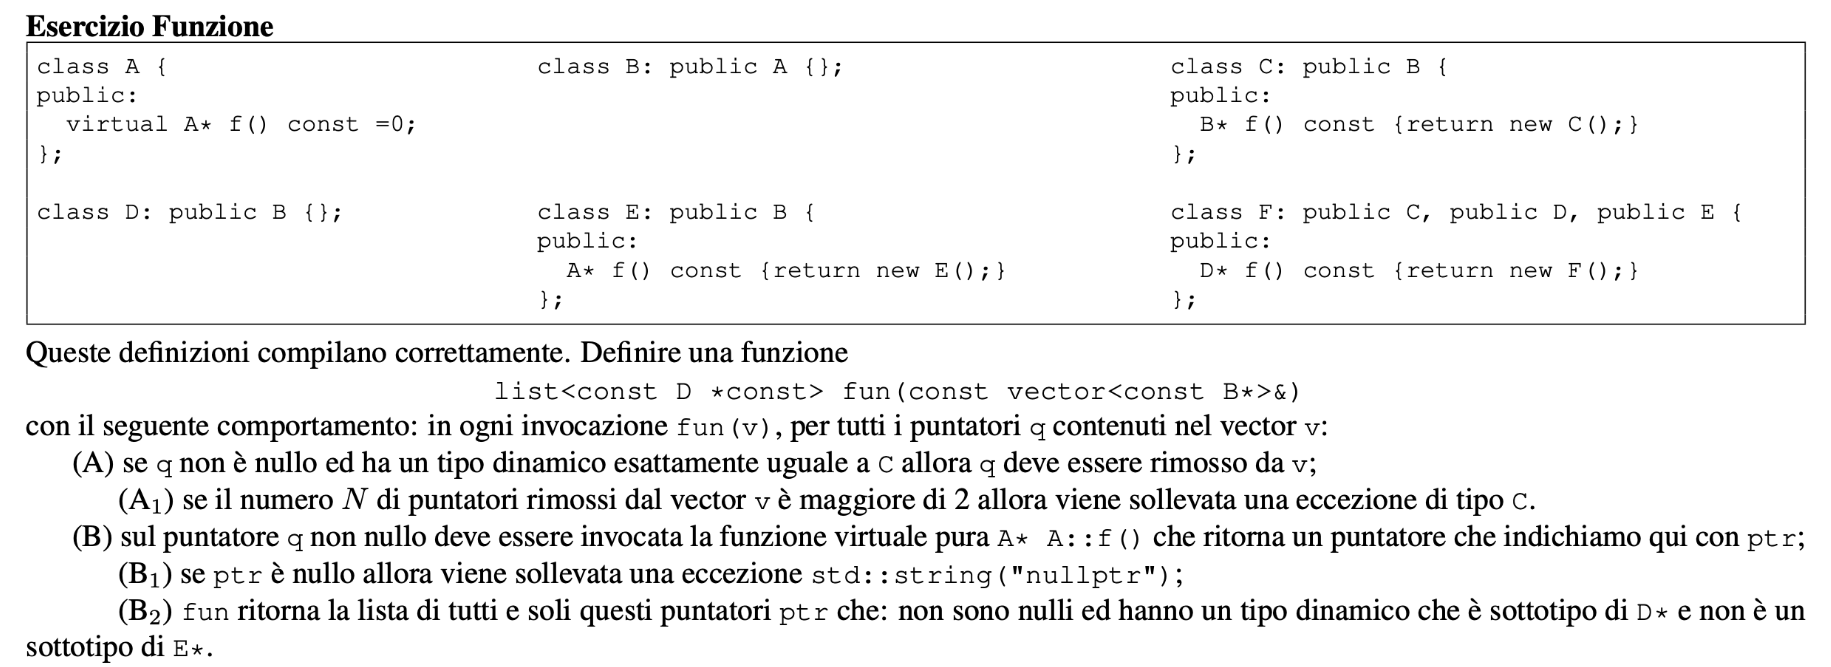 Esercizio Funzione
class A {
public:
  virtual A* f() const =0;
};
class B: public A {};
class C: public B {
public:
  B* f() const {return new C();}
};
class D: public B {};
class E: public B {
public:
  A* f() const {return new E();}
};
class F: public C, public D, public E {
public:
  D* f() const {return new F();}
};
Queste definizioni compilano correttamente. Definire una funzione
list<const D *const> fun(const vector<const B*>&)
con il seguente comportamento: in ogni invocazione fun(v), per tutti i puntatori q contenuti nel vector v:
(A) se q non è nullo ed ha un tipo dinamico esattamente uguale a C allora q deve essere rimosso da v;
(A₁) se il numero N di puntatori rimossi dal vector v è maggiore di 2 allora viene sollevata una eccezione di tipo C.
(B) sul puntatore q non nullo deve essere invocata la funzione virtuale pura A* A::f() che ritorna un puntatore che indichiamo qui con ptr;
(B₁) se ptr è nullo allora viene sollevata una eccezione std::string("nullptr");
(B₂) fun ritorna la lista di tutti e soli questi puntatori ptr che: non sono nulli ed hanno un tipo dinamico che è sottotipo di D* e non è un
sottotipo di E*.